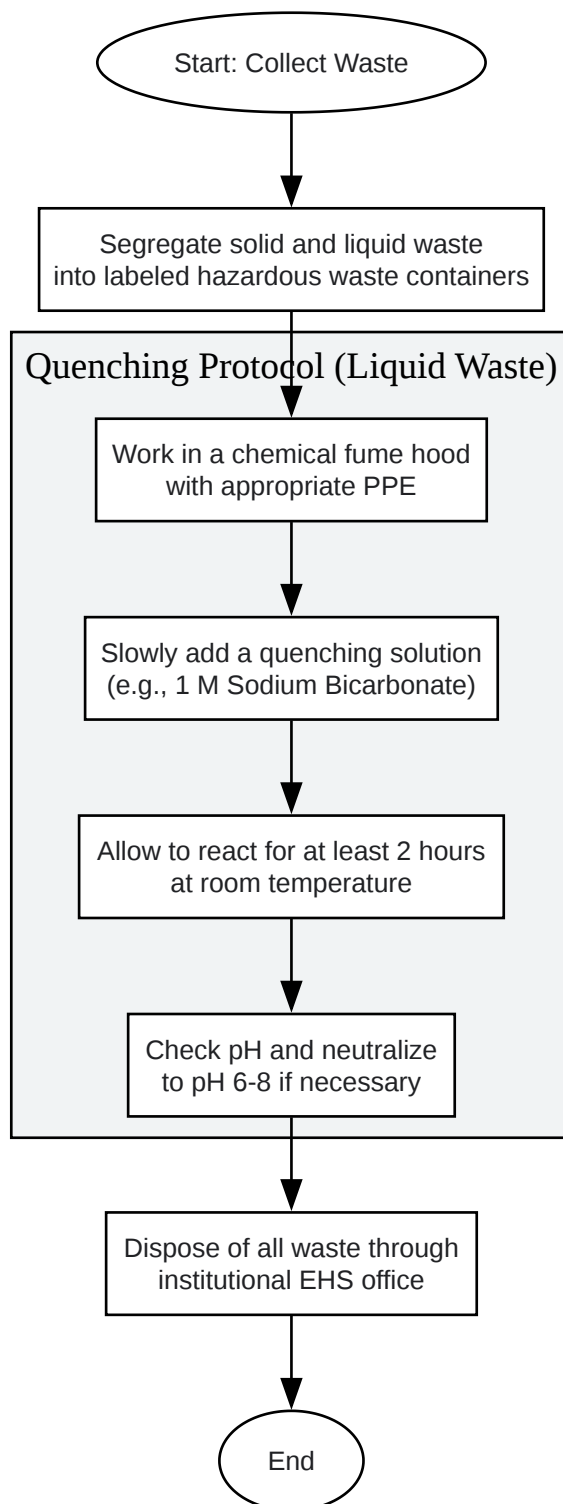 Start: Collect Waste
Segregate solid and liquid waste
into labeled hazardous waste containers
Quenching Protocol (Liquid Waste)
Work in a chemical fume hood
with appropriate PPE
Slowly add a quenching solution
(e.g., 1 M Sodium Bicarbonate)
Allow to react for at least 2 hours
at room temperature
Check pH and neutralize
to pH 6-8 if necessary
Dispose of all waste through
institutional EHS office
End